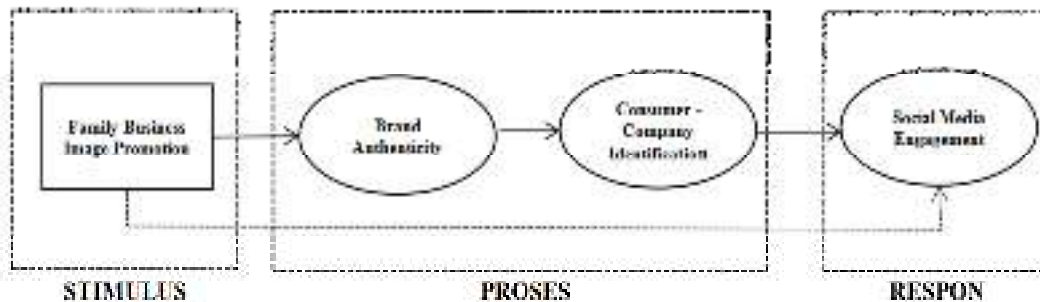 Family Business
Image Promotion
Brand
Authenticity
Consumer -
Company
Identification
Social Media
Engagement
STIMULUS
PROSES
RESPON